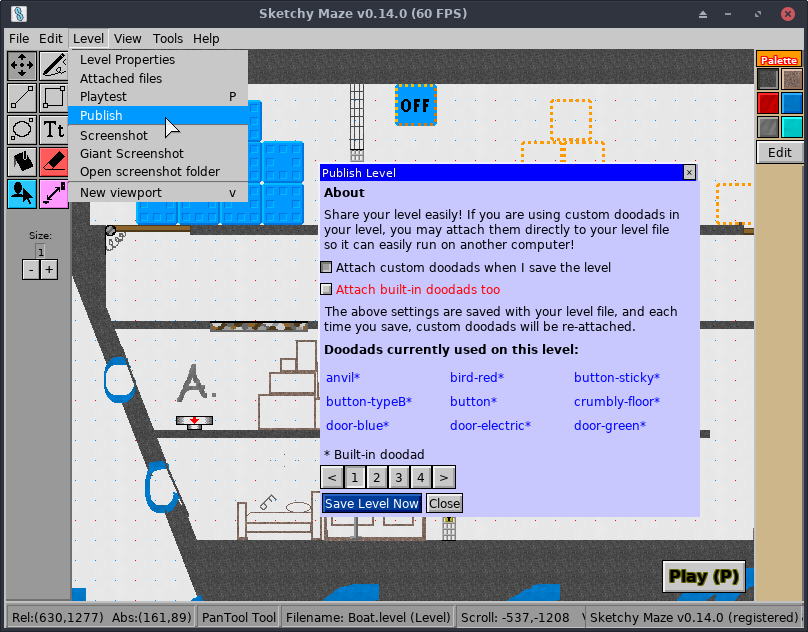 Sketchy Maze v0.14.0 (60 FPS)
File Edit Level View Tools Help
Level Properties
Attached files
Playtest P
Publish
Screenshot
Giant Screenshot
Open screenshot folder
New viewport v
Tt
Size:
1
- +
OFF
A.
Palette
Edit
Publish Level ×
About
Share your level easily! If you are using custom doodads in
your level, you may attach them directly to your level file
so it can easily run on another computer!
Attach custom doodads when I save the level
Attach built-in doodads too
The above settings are saved with your level file, and each
time you save, custom doodads will be re-attached.
Doodads currently used on this level:
anvil* bird-red* button-sticky*
button-typeB* button* crumbly-floor*
door-blue* door-electric* door-green*
* Built-in doodad
< 1 2 3 4 >
Save Level Now Close
Play (P)
Rel:(630,1277) Abs:(161,89) PanTool Tool Filename: Boat.level (Level) Scroll: -537,-1208 Sketchy Maze v0.14.0 (registered)